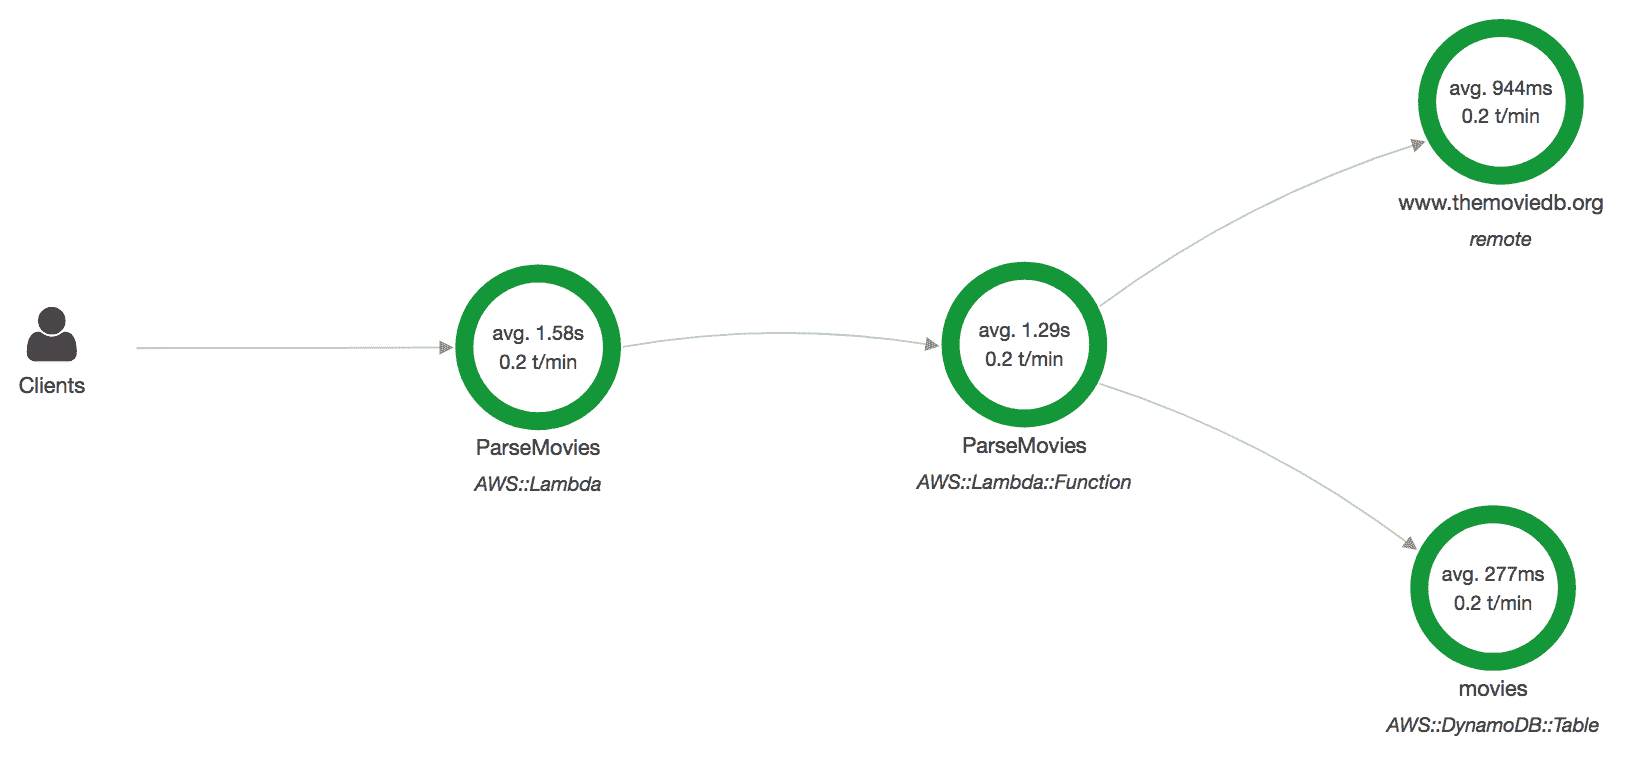 Clients
avg. 1.58s
0.2 t/min
ParseMovies
AWS::Lambda
avg. 1.29s
0.2 t/min
ParseMovies
AWS::Lambda::Function
avg. 944ms
0.2 t/min
www.themoviedb.org
remote
avg. 277ms
0.2 t/min
movies
AWS::DynamoDB::Table